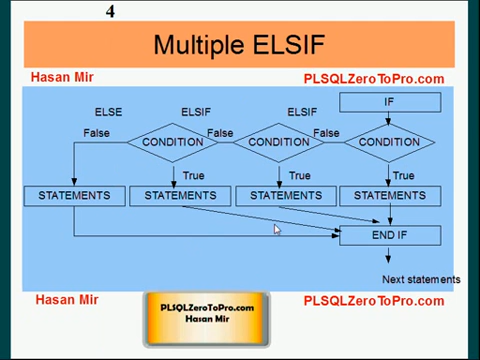 4
Multiple ELSIF
Hasan Mir PLSQLZeroToPro.com
IF
ELSE ELSIF ELSIF
False CONDITION False CONDITION False CONDITION
True True True
STATEMENTS STATEMENTS STATEMENTS STATEMENTS
END IF
Next statements
Hasan Mir PLSQLZeroToPro.com
PLSQLZeroToPro.com
Hasan Mir